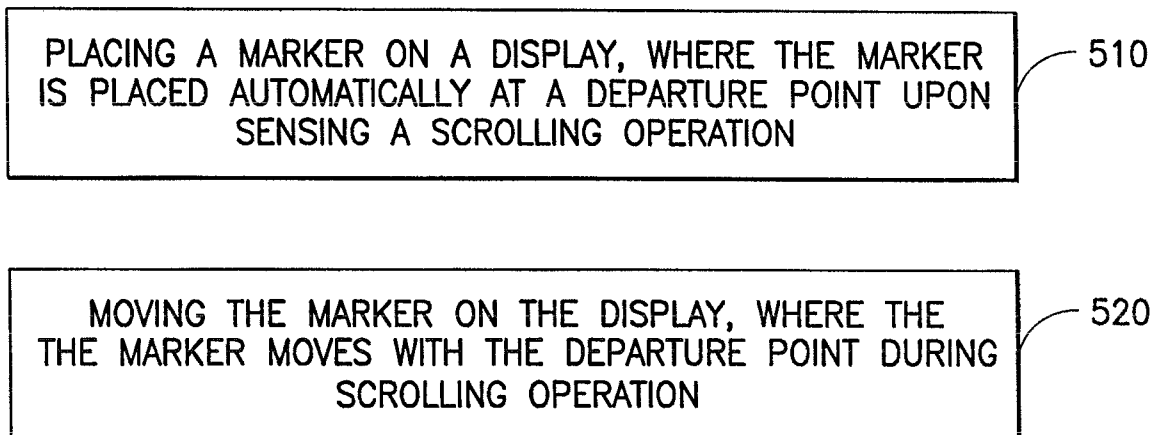 PLACING A MARKER ON A DISPLAY, WHERE THE MARKER
IS PLACED AUTOMATICALLY AT A DEPARTURE POINT UPON
SENSING A SCROLLING OPERATION
510
MOVING THE MARKER ON THE DISPLAY, WHERE THE
THE MARKER MOVES WITH THE DEPARTURE POINT DURING
SCROLLING OPERATION
520